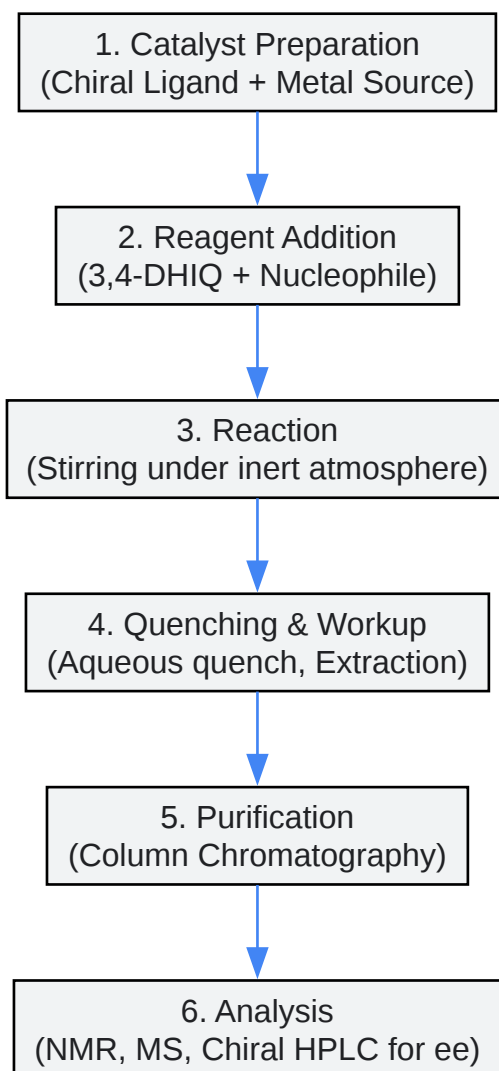 1. Catalyst Preparation
(Chiral Ligand + Metal Source)
2. Reagent Addition
(3,4-DHIQ + Nucleophile)
3. Reaction
(Stirring under inert atmosphere)
4. Quenching & Workup
(Aqueous quench, Extraction)
5. Purification
(Column Chromatography)
6. Analysis
(NMR, MS, Chiral HPLC for ee)